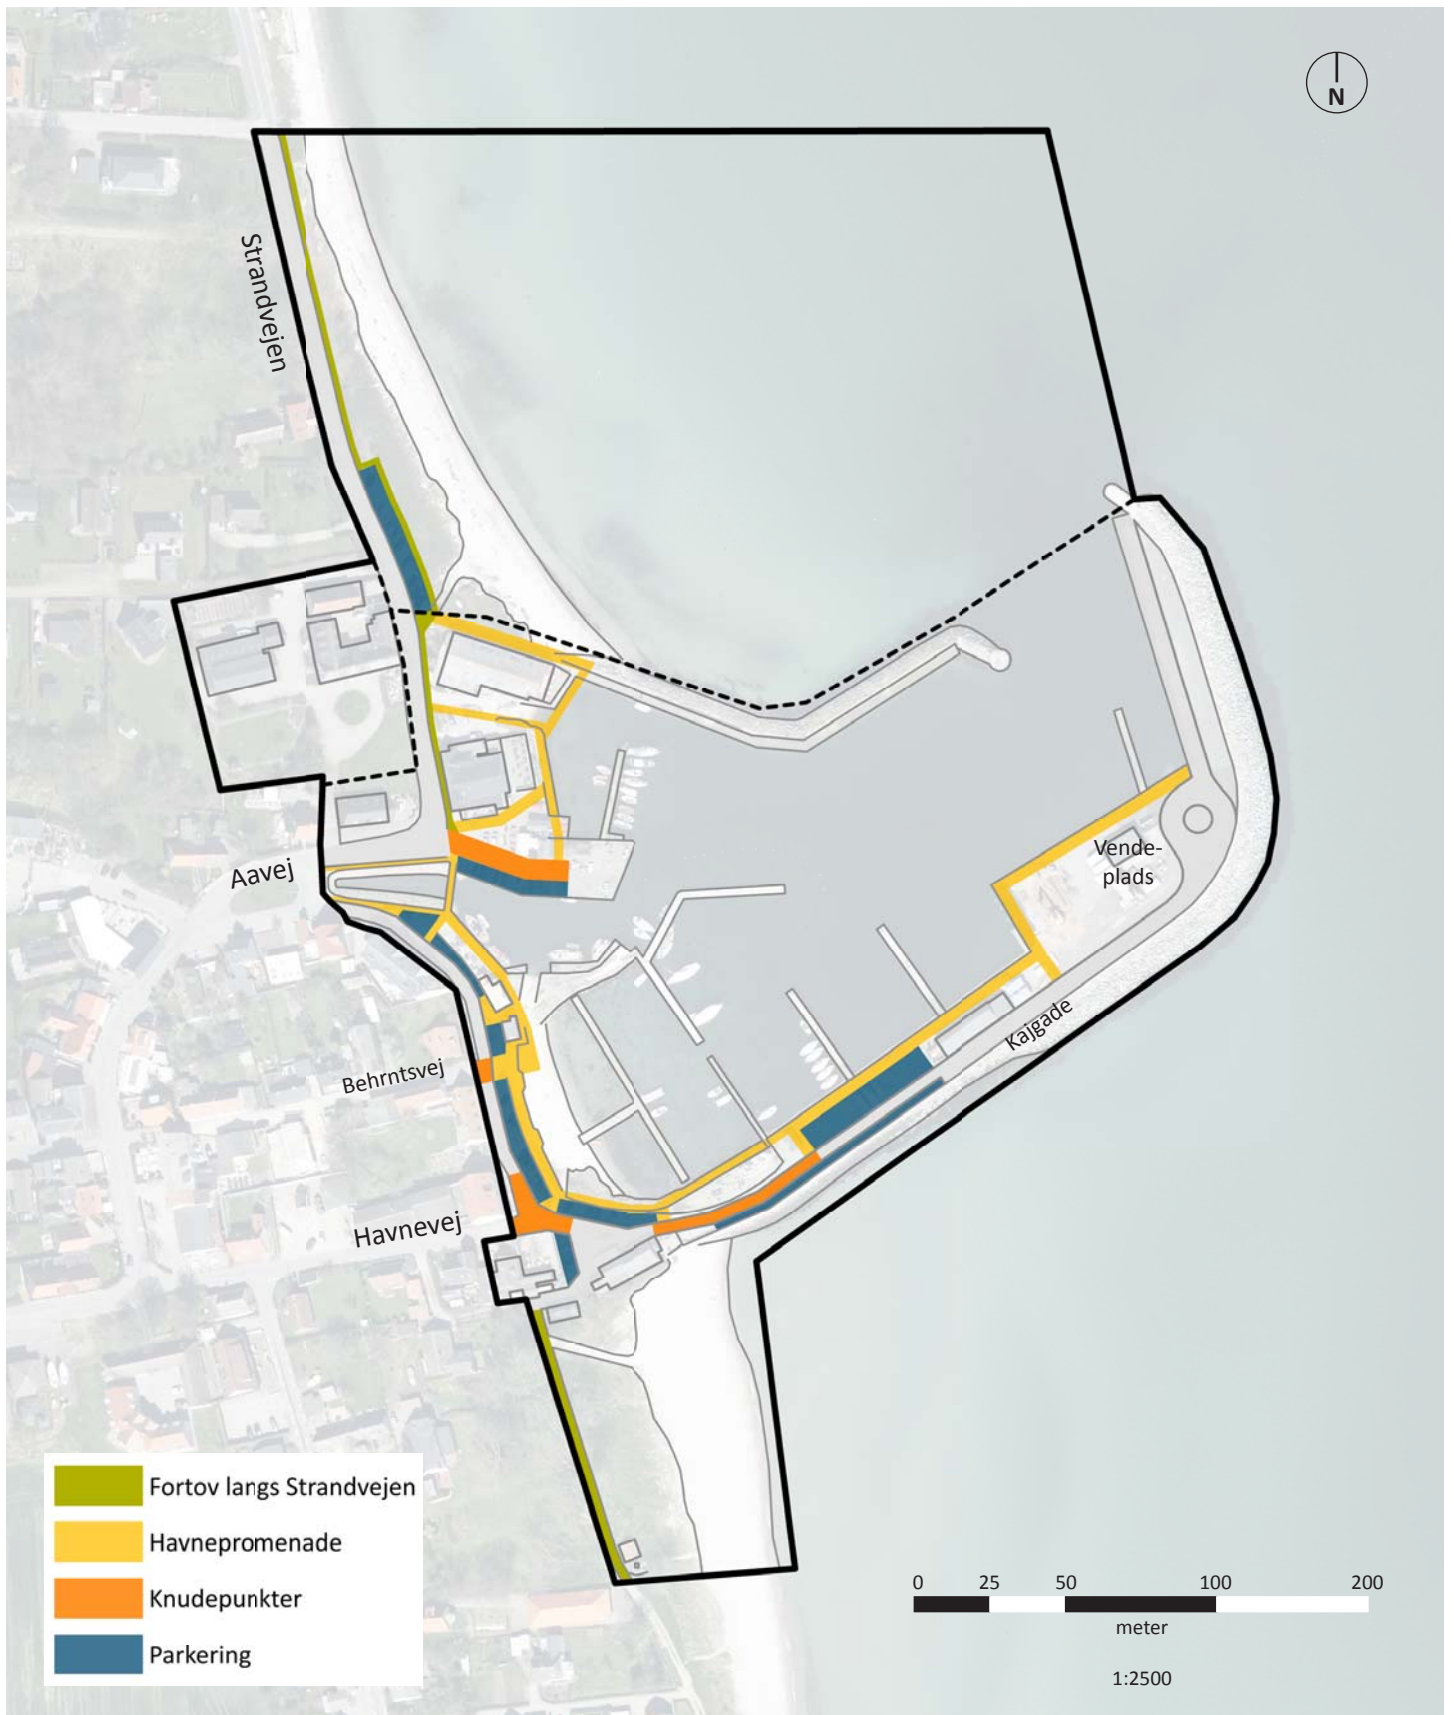 N
Strandvejen
Aavej
Vende-
plads
Kajgade
Behrntsvej
Havnevej
Fortov langs Strandvejen
Havnepromenade
Knudepunkter
Parkering
0 25 50 100 200
meter
1:2500